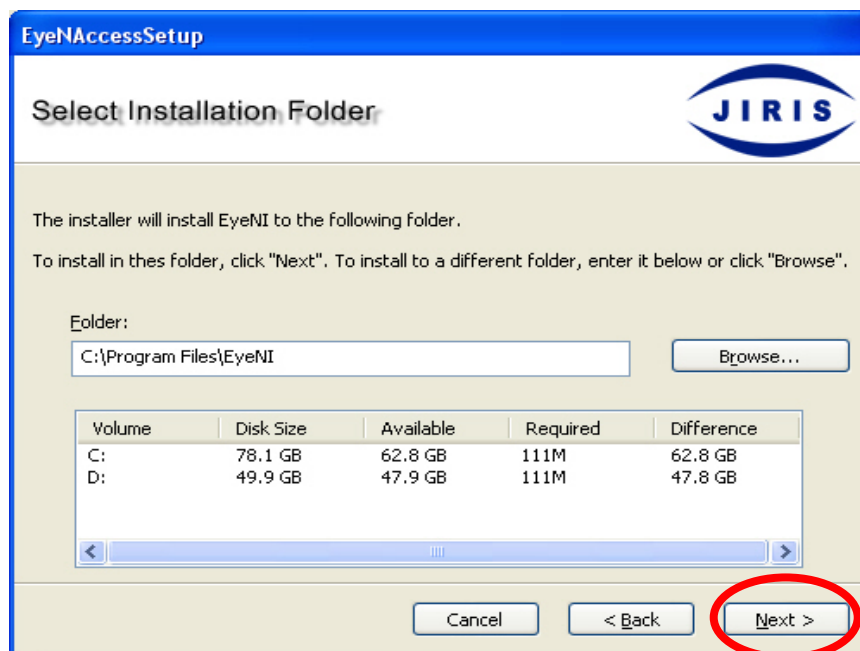 EyeNAccessSetup
Select Installation Folder
JIRIS
The installer will install EyeNI to the following folder.
To install in thes folder, click "Next". To install to a different folder, enter it below or click "Browse".
Folder:
C:\Program Files\EyeNI
Browse...
Volume Disk Size Available Required Difference
C: 78.1 GB 62.8 GB 111M 62.8 GB
D: 49.9 GB 47.9 GB 111M 47.8 GB
Cancel < Back Next >